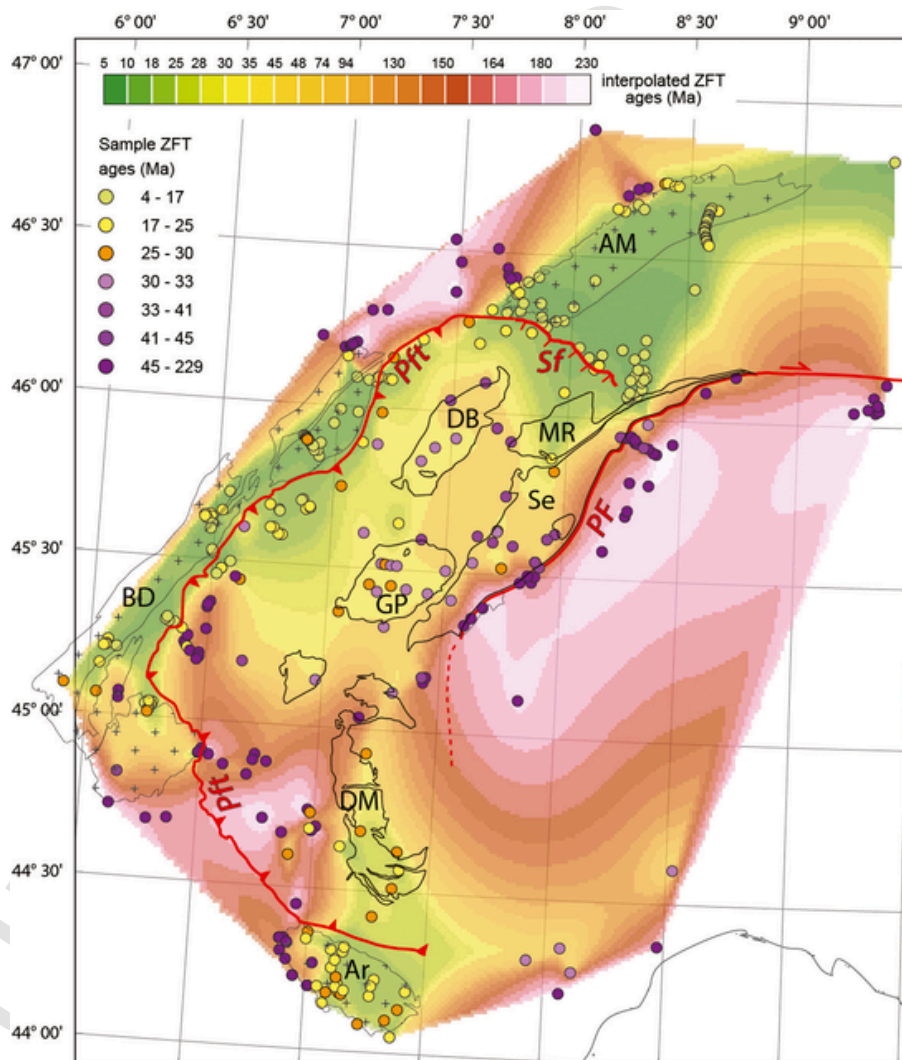 6° 00' 6° 30' 7° 00' 7° 30' 8° 00' 8° 30' 9° 00'
47° 00'
5 10 18 25 28 30 35 45 48 74 94 130 150 164 180 230
interpolated ZFT
ages (Ma)
Sample ZFT
ages (Ma)
4 - 17
17 - 25
25 - 30
30 - 33
33 - 41
41 - 45
45 - 229
46° 30'
AM
Pft
Sf
46° 00'
DB
MR
Se
PF
45° 30'
BD
GP
45° 00'
Pft
DM
44° 30'
Ar
44° 00'